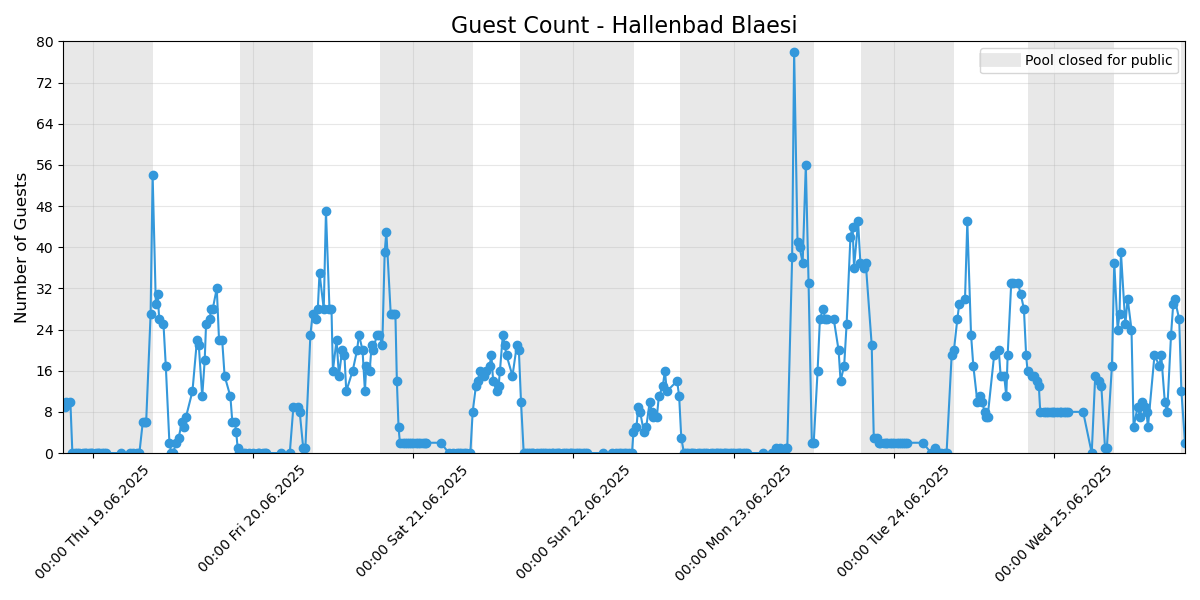 Guest Count - Hallenbad Blaesi
Pool closed for public
Number of Guests
80
72
64
56
48
40
32
24
16
8
0
00:00 Thu 19.06.2025
00:00 Fri 20.06.2025
00:00 Sat 21.06.2025
00:00 Sun 22.06.2025
00:00 Mon 23.06.2025
00:00 Tue 24.06.2025
00:00 Wed 25.06.2025